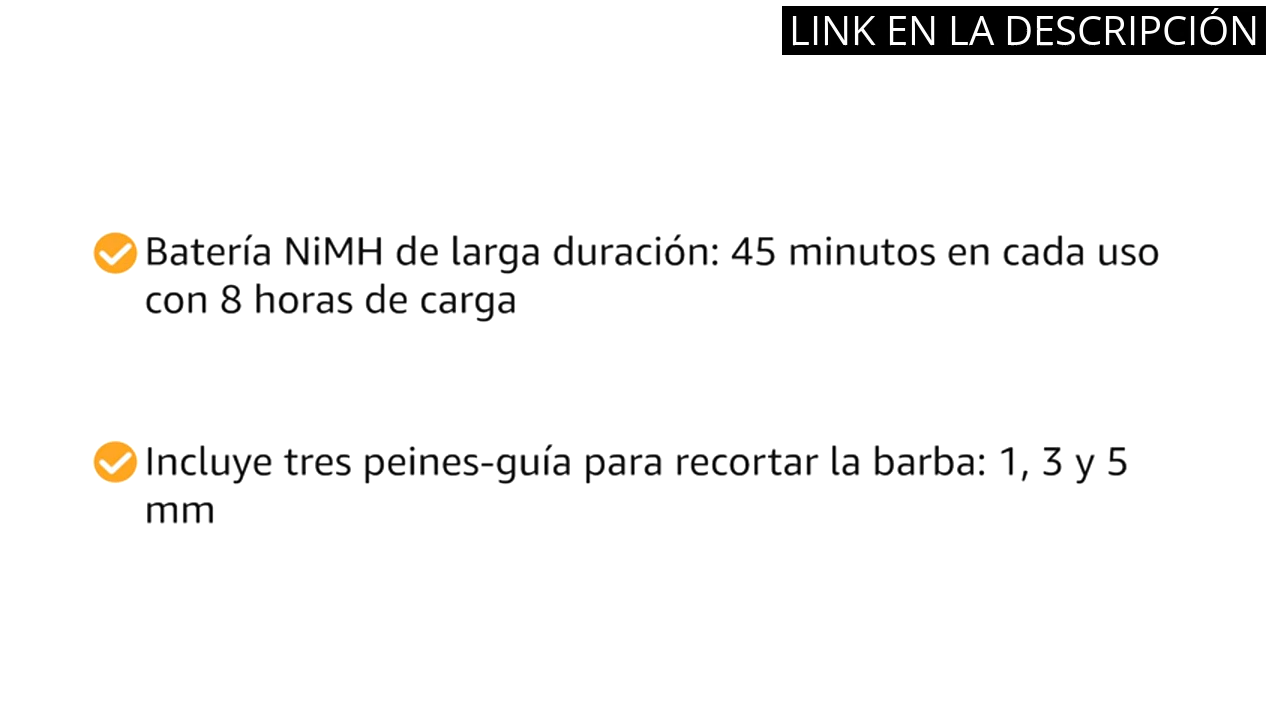 LINK EN LA DESCRIPCIÓN
Batería NiMH de larga duración: 45 minutos en cada uso
con 8 horas de carga
Incluye tres peines-guía para recortar la barba: 1, 3 y 5
mm